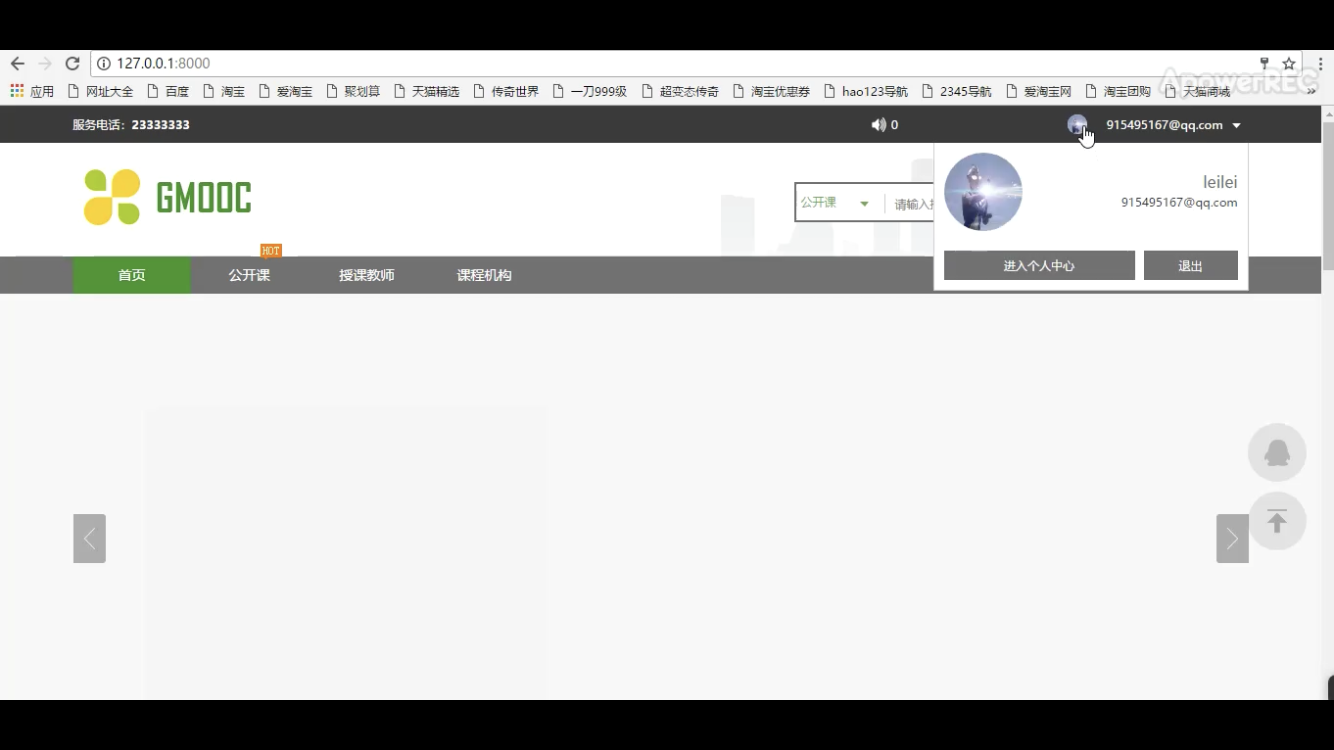 127.0.0.1:8000
ApowerREC
应用 网址大全 百度 淘宝 爱淘宝 聚划算 天猫精选 传奇世界 一刀999级 超变态传奇 淘宝优惠券 hao123导航 2345导航 爱淘宝网 淘宝团购 天猫商城 »
服务电话：23333333 0 915495167@qq.com
leilei
915495167@qq.com
GMOOC
公开课 请输入
进入个人中心 退出
HOT
首页 公开课 授课教师 课程机构